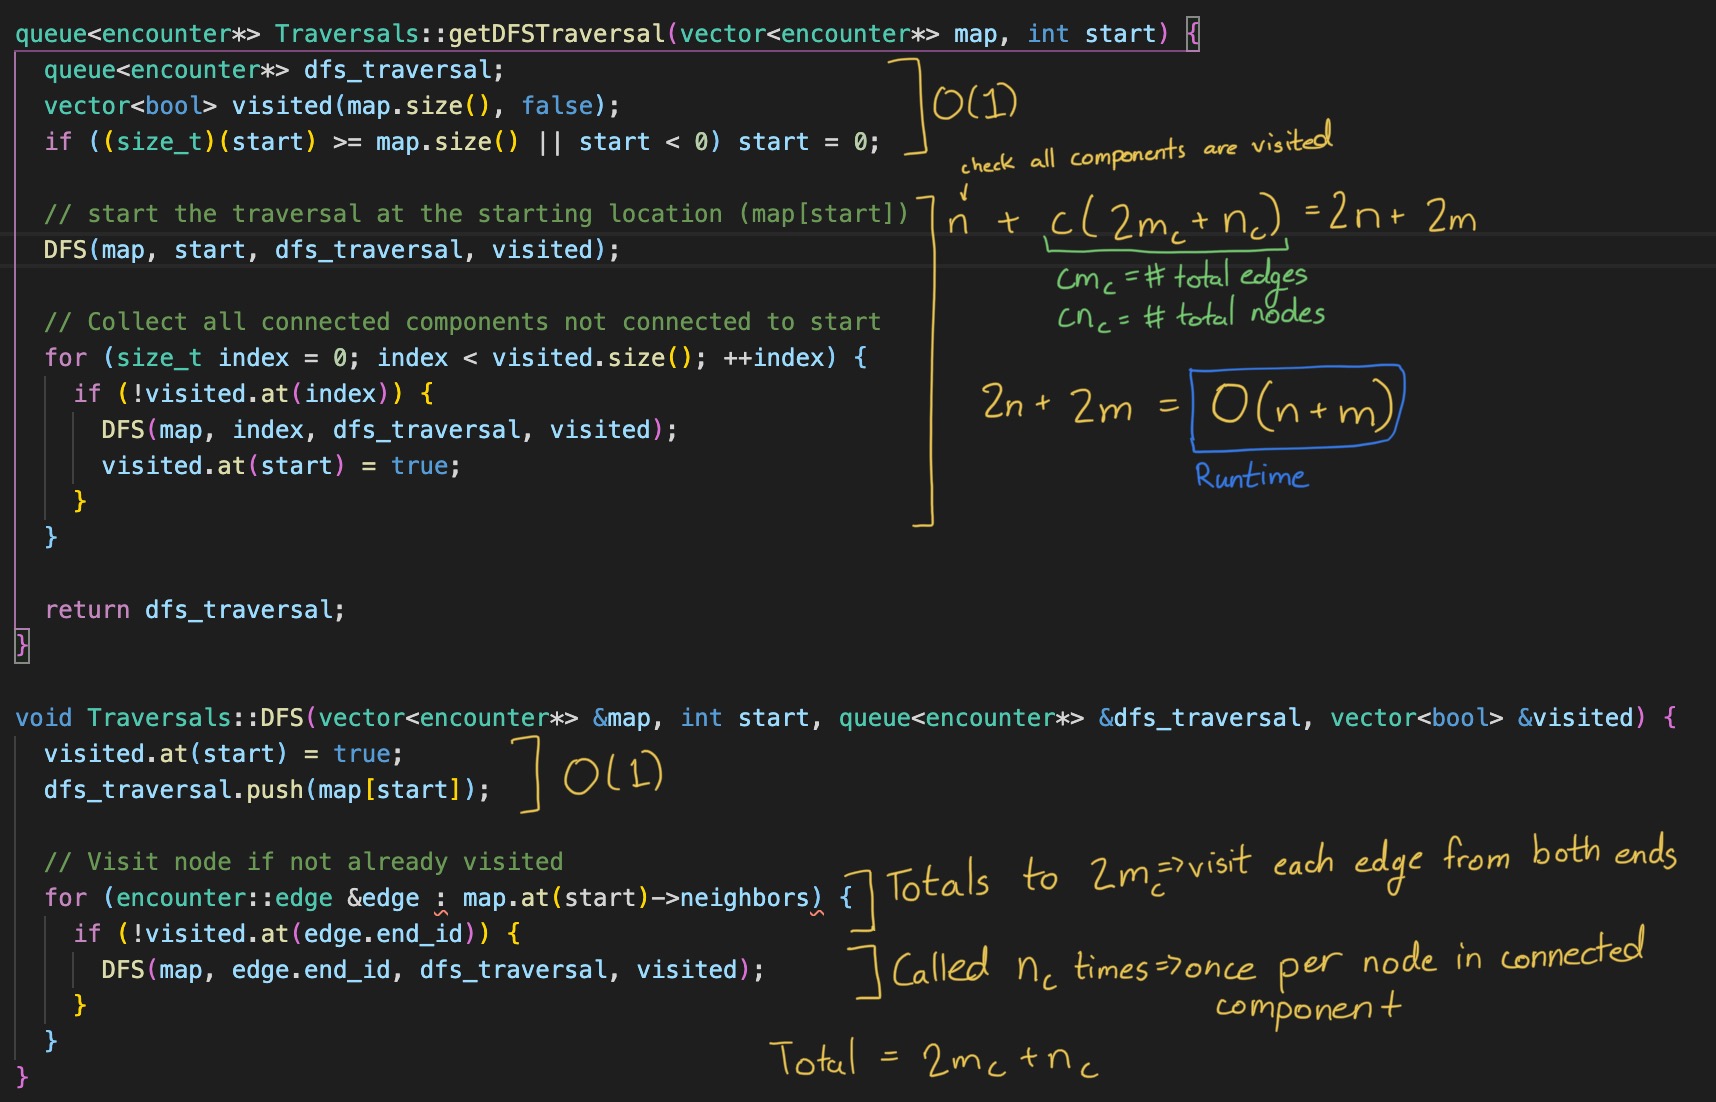 queue<encounter*> Traversals::getDFSTraversal(vector<encounter*> map, int start) {
queue<encounter*> dfs_traversal;
vector<bool> visited(map.size(), false);
if ((size_t)(start) >= map.size() || start < 0) start = 0;
O(1)
check all components are visited
// start the traversal at the starting location (map[start])
DFS(map, start, dfs_traversal, visited);
n + c(2m_c + n_c) = 2n + 2m
cm_c = # total edges
cn_c = # total nodes
// Collect all connected components not connected to start
for (size_t index = 0; index < visited.size(); ++index) {
if (!visited.at(index)) {
DFS(map, index, dfs_traversal, visited);
visited.at(start) = true;
}
}
2n + 2m = O(n+m)
Runtime
return dfs_traversal;
}
void Traversals::DFS(vector<encounter*> &map, int start, queue<encounter*> &dfs_traversal, vector<bool> &visited) {
visited.at(start) = true;
dfs_traversal.push(map[start]);
O(1)
// Visit node if not already visited
for (encounter::edge &edge : map.at(start)->neighbors) {
Totals to 2m_c => visit each edge from both ends
if (!visited.at(edge.end_id)) {
DFS(map, edge.end_id, dfs_traversal, visited);
Called n_c times => once per node in connected
component
}
}
Total = 2m_c + n_c
}